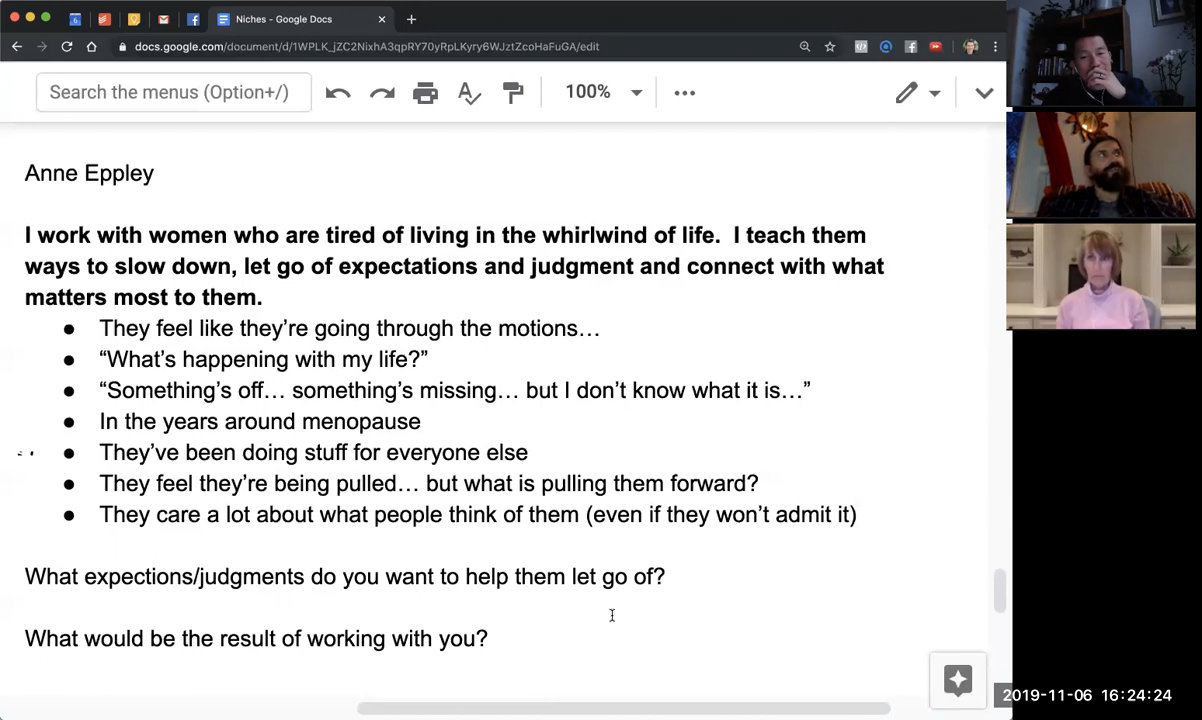 Niches - Google Docs
docs.google.com/document/d/1WPLK_jZC2NixhA3qpRY70yRpLKyry6WJztZcoHaFuGA/edit
Search the menus (Option+/)
100%
Anne Eppley
I work with women who are tired of living in the whirlwind of life.  I teach them
ways to slow down, let go of expectations and judgment and connect with what
matters most to them.
● They feel like they’re going through the motions…
● “What’s happening with my life?”
● “Something’s off… something’s missing… but I don’t know what it is…”
● In the years around menopause
● They’ve been doing stuff for everyone else
● They feel they’re being pulled… but what is pulling them forward?
● They care a lot about what people think of them (even if they won’t admit it)
What expections/judgments do you want to help them let go of?
What would be the result of working with you?
2019-11-06 16:24:24